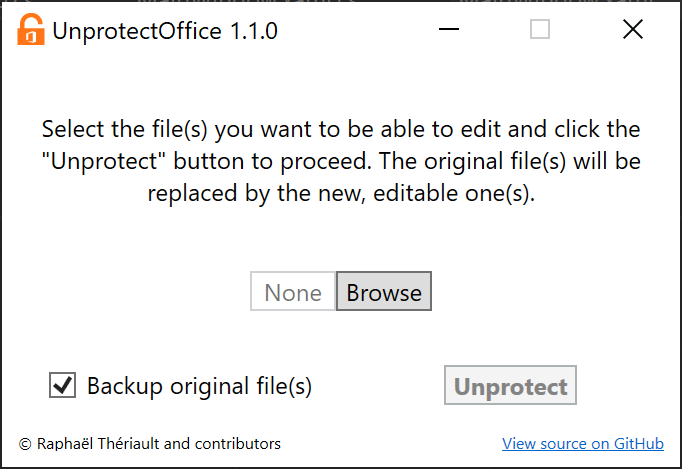 UnprotectOffice 1.1.0
Select the file(s) you want to be able to edit and click the
"Unprotect" button to proceed. The original file(s) will be
replaced by the new, editable one(s).
None Browse
Backup original file(s) Unprotect
© Raphaël Thériault and contributors View source on GitHub